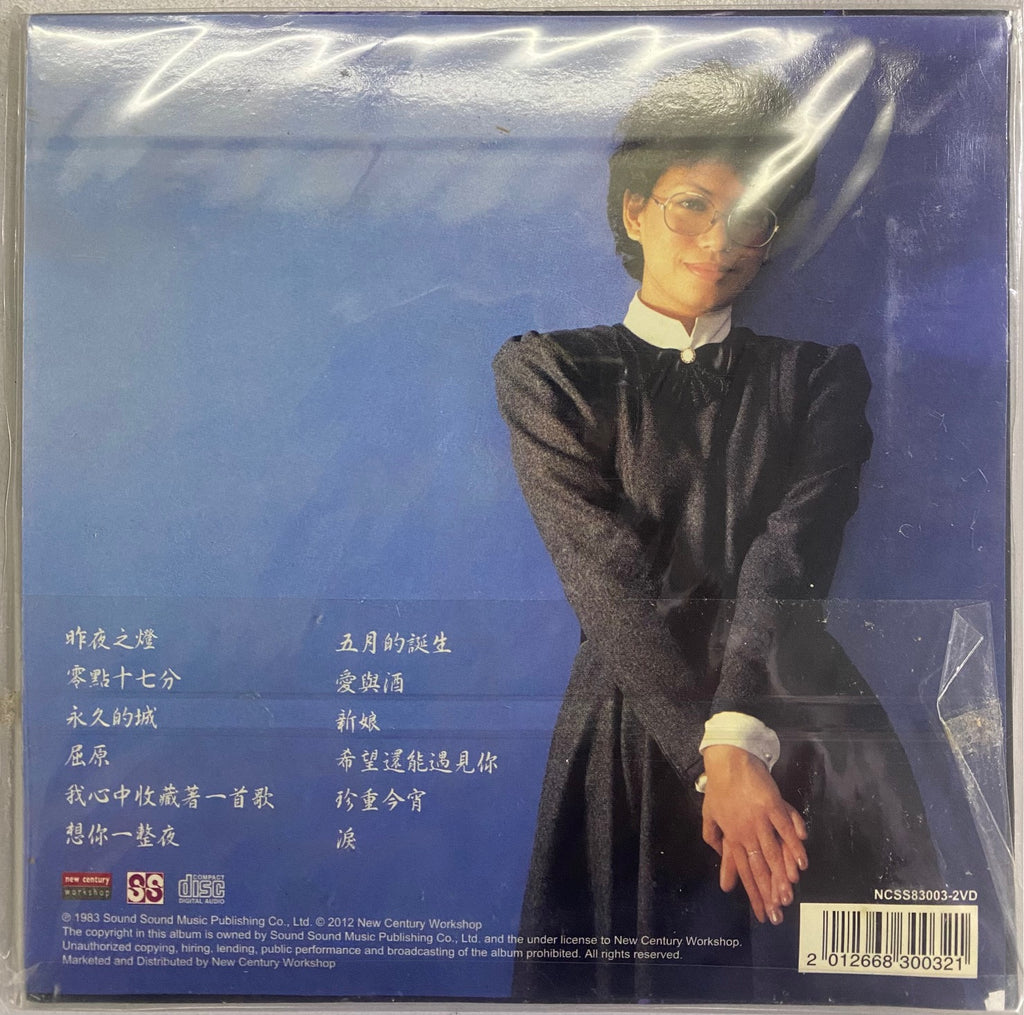 昨夜之燈
零點十七分
永久的城
屈原
我心中收藏著一首歌
想你一整夜
五月的誕生
愛與酒
新娘
希望還能遇見你
珍重今宵
淚
new century
workshop
SS
COMPACT
disc
DIGITAL AUDIO
NCSS83003-2VD
℗ 1983 Sound Sound Music Publishing Co., Ltd. © 2012 New Century Workshop
The copyright in this album is owned by Sound Sound Music Publishing Co., Ltd. and the under license to New Century Workshop.
Unauthorized copying, hiring, lending, public performance and broadcasting of the album prohibited. All rights reserved.
Marketed and Distributed by New Century Workshop
2 012668 300321